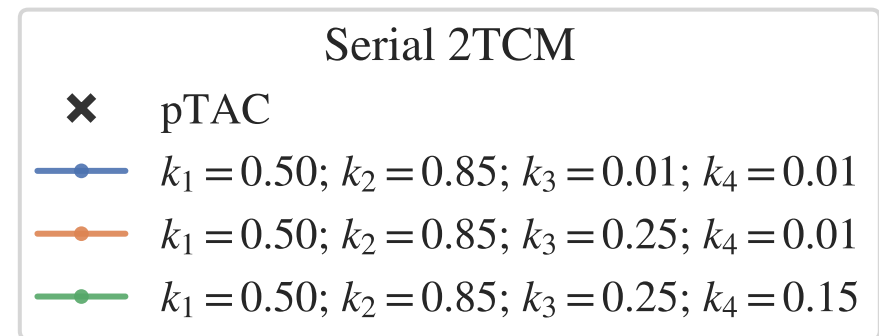 Serial 2TCM
pTAC
k₁ = 0.50; k₂ = 0.85; k₃ = 0.01; k₄ = 0.01
k₁ = 0.50; k₂ = 0.85; k₃ = 0.25; k₄ = 0.01
k₁ = 0.50; k₂ = 0.85; k₃ = 0.25; k₄ = 0.15